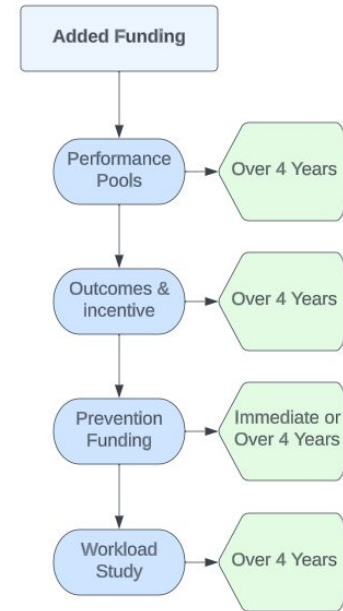 Added Funding
Performance
Pools
Over 4 Years
Outcomes &
incentive
Over 4 Years
Prevention
Funding
Immediate or
Over 4 Years
Workload
Study
Over 4 Years